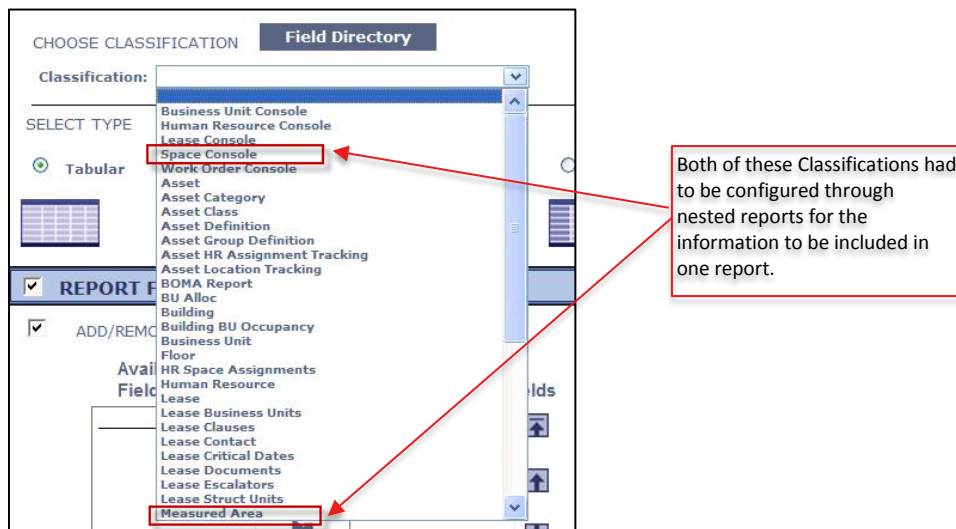 CHOOSE CLASSIFICATION Field Directory
Classification:
Business Unit Console
Human Resource Console
Lease Console
Space Console
Work Order Console
Asset
Asset Category
Asset Class
Asset Definition
Asset Group Definition
Asset HR Assignment Tracking
Asset Location Tracking
BOMA Report
BU Alloc
Building
Building BU Occupancy
Business Unit
Floor
HR Space Assignments
Human Resource
Lease
Lease Business Units
Lease Clauses
Lease Contact
Lease Critical Dates
Lease Documents
Lease Escalators
Lease Struct Units
Measured Area
SELECT TYPE
Tabular
REPORT F
ADD/REMO
Avai
Field
lds
Both of these Classifications had
to be configured through
nested reports for the
information to be included in
one report.